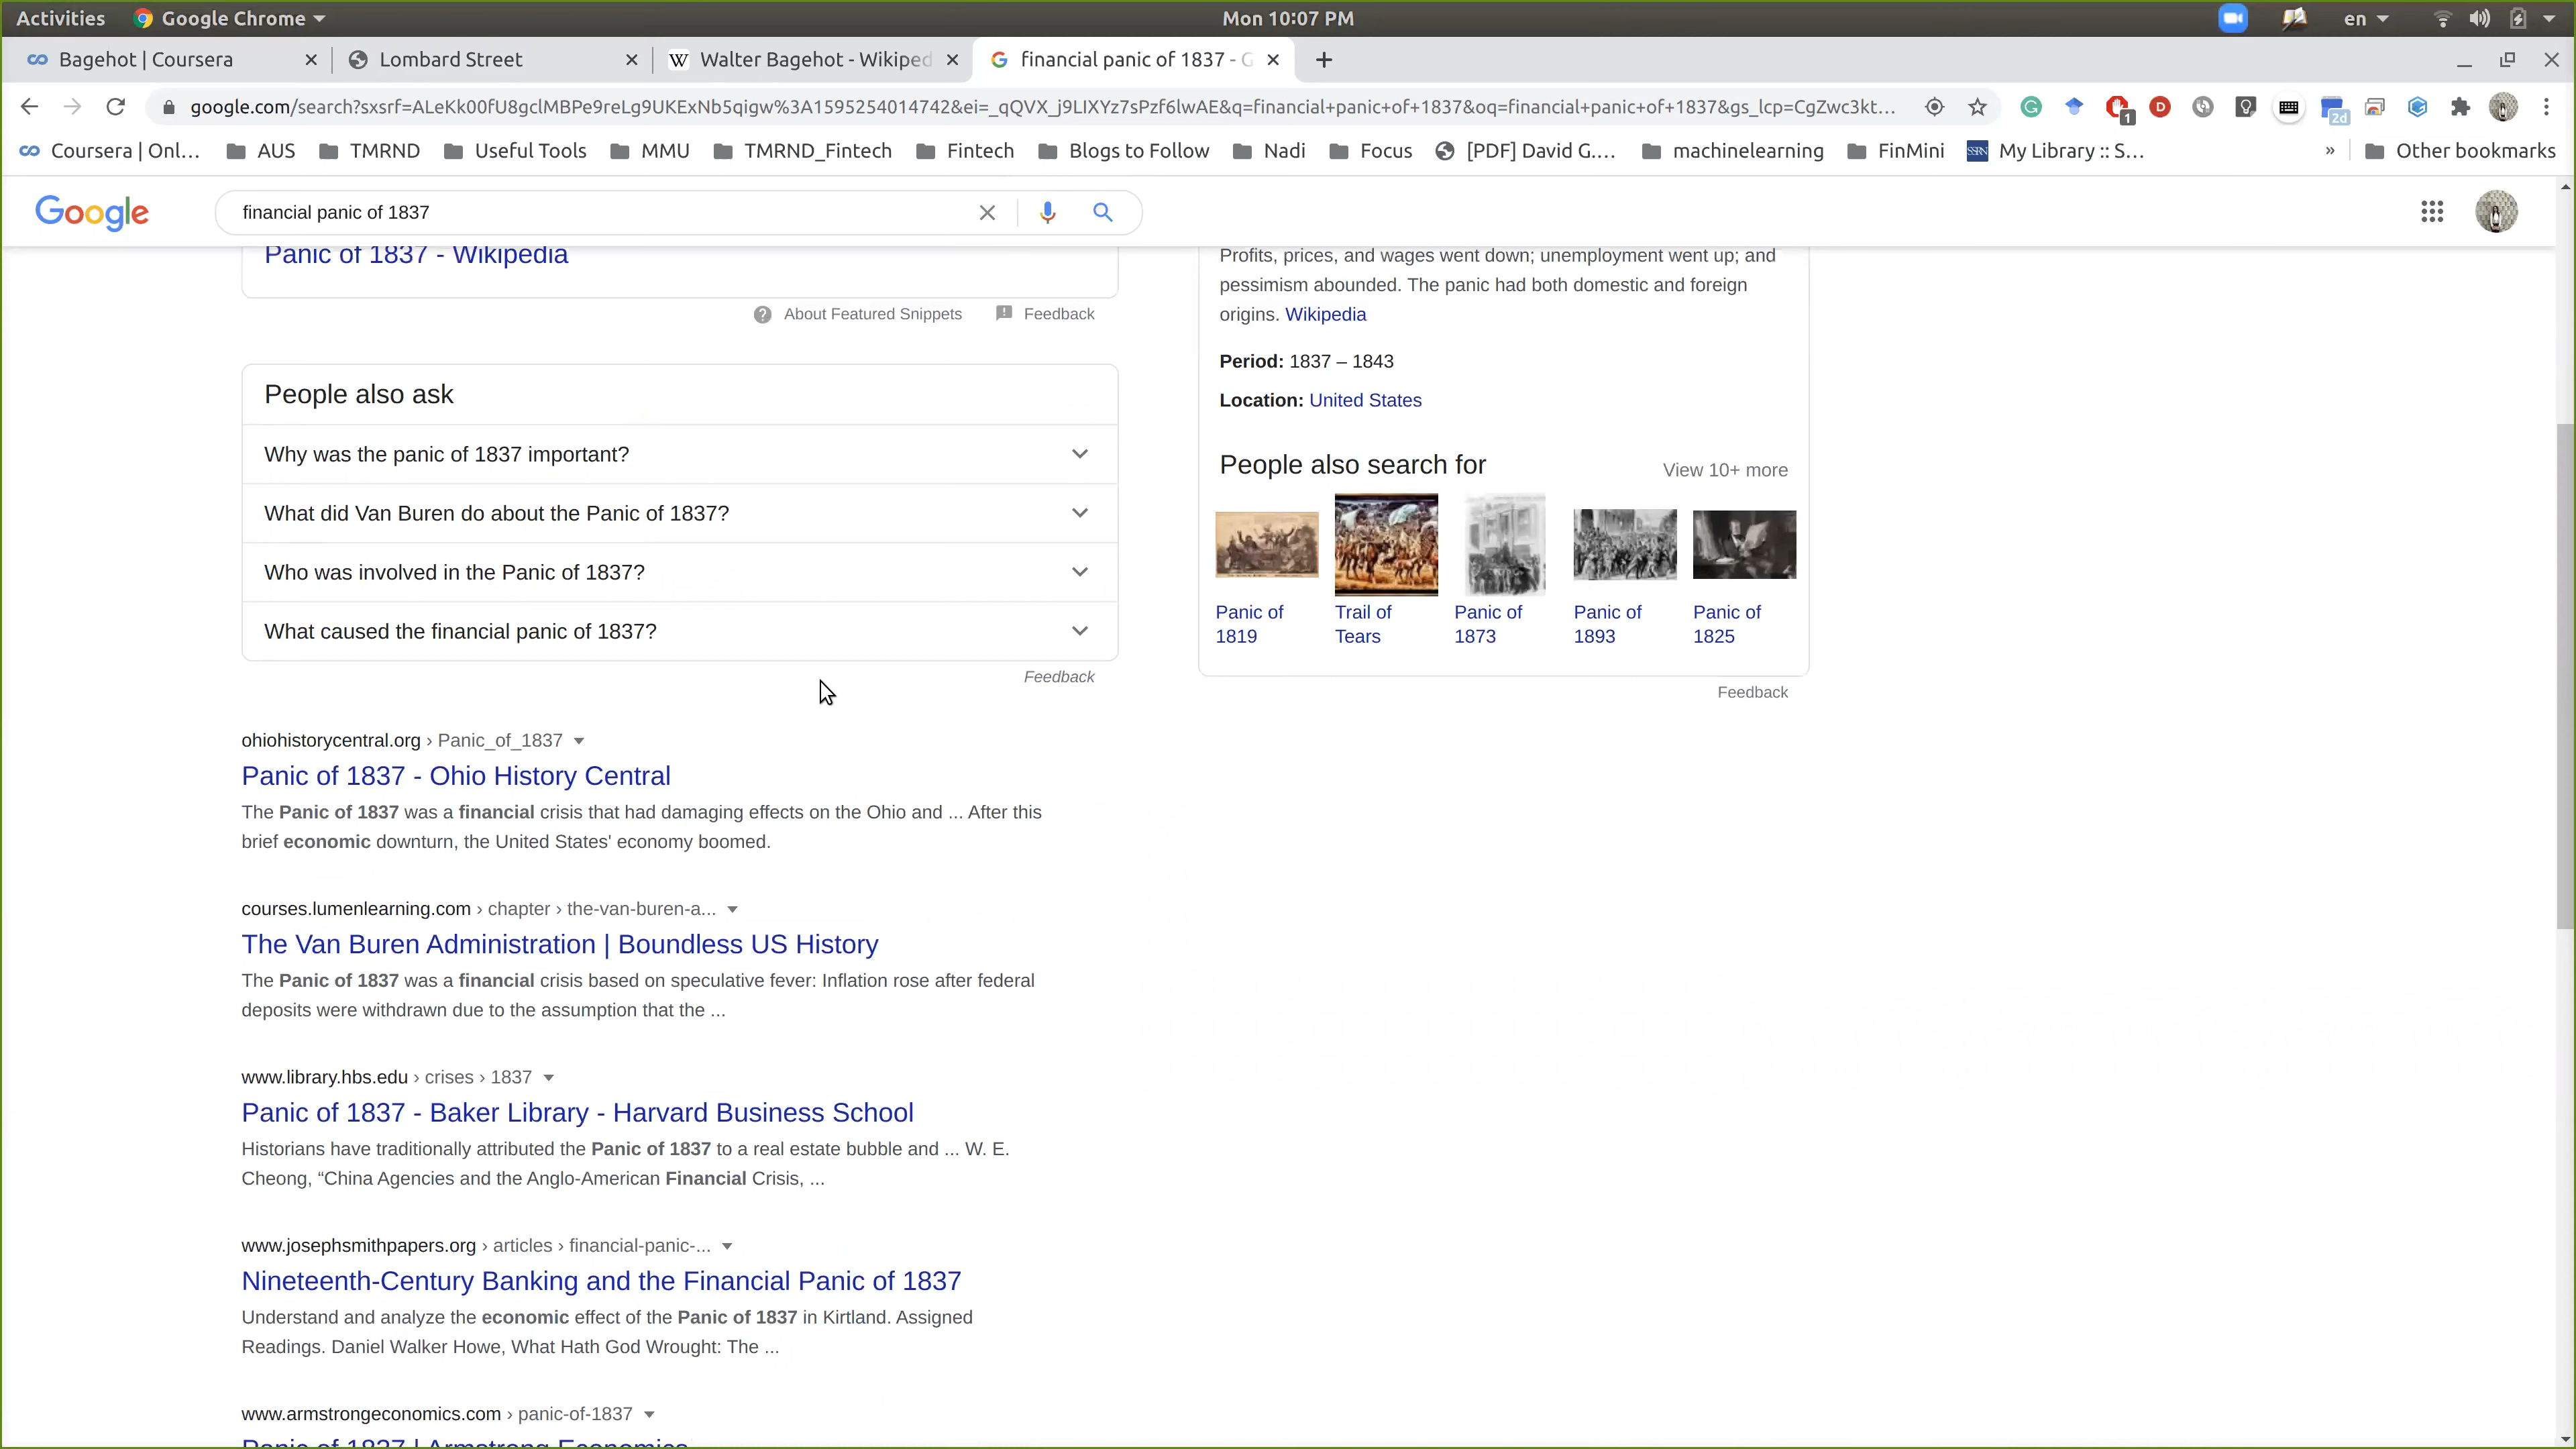 Activities
Google Chrome
Mon 10:07 PM
en
Bagehot | Coursera
Lombard Street
Walter Bagehot - Wikiped
financial panic of 1837 - G
google.com/search?sxsrf=ALeKk00fU8gclMBPe9reLg9UKExNb5qigw%3A1595254014742&ei=_qQVX_j9LIXYz7sPzf6lwAE&q=financial+panic+of+1837&oq=financial+panic+of+1837&gs_lcp=CgZwc3kt...
1
D
2d
Coursera | Onl...
AUS
TMRND
Useful Tools
MMU
TMRND_Fintech
Fintech
Blogs to Follow
Nadi
Focus
[PDF] David G....
machinelearning
FinMini
SSRN
My Library :: S...
»
Other bookmarks
Google
financial panic of 1837
Panic of 1837 - Wikipedia
About Featured Snippets
Feedback
People also ask
Why was the panic of 1837 important?
What did Van Buren do about the Panic of 1837?
Who was involved in the Panic of 1837?
What caused the financial panic of 1837?
Feedback
ohiohistorycentral.org › Panic_of_1837
Panic of 1837 - Ohio History Central
The Panic of 1837 was a financial crisis that had damaging effects on the Ohio and ... After this
brief economic downturn, the United States' economy boomed.
courses.lumenlearning.com › chapter › the-van-buren-a...
The Van Buren Administration | Boundless US History
The Panic of 1837 was a financial crisis based on speculative fever: Inflation rose after federal
deposits were withdrawn due to the assumption that the ...
www.library.hbs.edu › crises › 1837
Panic of 1837 - Baker Library - Harvard Business School
Historians have traditionally attributed the Panic of 1837 to a real estate bubble and ... W. E.
Cheong, “China Agencies and the Anglo-American Financial Crisis, ...
www.josephsmithpapers.org › articles › financial-panic-...
Nineteenth-Century Banking and the Financial Panic of 1837
Understand and analyze the economic effect of the Panic of 1837 in Kirtland. Assigned
Readings. Daniel Walker Howe, What Hath God Wrought: The ...
www.armstrongeconomics.com › panic-of-1837
Panic of 1837 | Armstrong Economics
Profits, prices, and wages went down; unemployment went up; and
pessimism abounded. The panic had both domestic and foreign
origins. Wikipedia
Period: 1837 – 1843
Location: United States
People also search for
View 10+ more
Panic of
1819
Trail of
Tears
Panic of
1873
Panic of
1893
Panic of
1825
Feedback